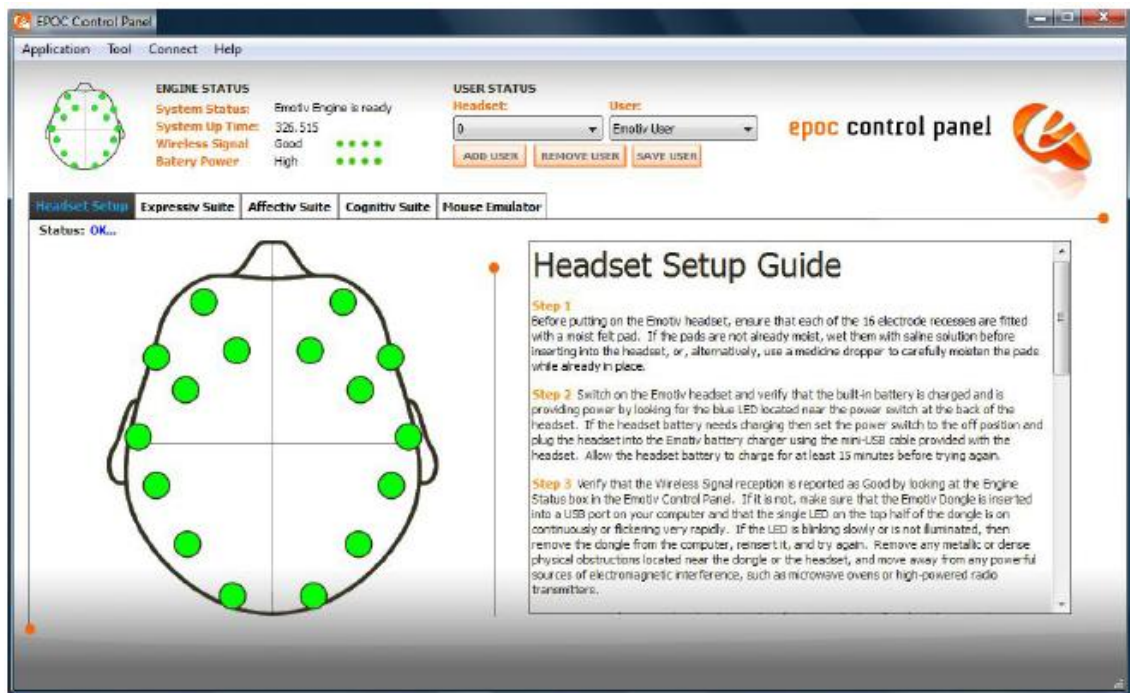 EPOC Control Panel
Application Tool Connect Help
ENGINE STATUS
System Status: Emotiv Engine is ready
System Up Time: 326.515
Wireless Signal Good
Batery Power High
USER STATUS
Headset: User:
0 Emotiv User
ADD USER REMOVE USER SAVE USER
epoc control panel
Headset Setup Expressiv Suite Affectiv Suite Cognitiv Suite Mouse Emulator
Status: OK...
Headset Setup Guide
Step 1
Before putting on the Emotiv headset, ensure that each of the 16 electrode recesses are fitted
with a moist felt pad. If the pads are not already moist, wet them with saline solution before
inserting into the headset, or, alternatively, use a medicine dropper to carefully moisten the pads
while already in place.
Step 2 Switch on the Emotiv headset and verify that the built-in battery is charged and is
providing power by looking for the blue LED located near the power switch at the back of the
headset. If the headset battery needs charging then set the power switch to the off position and
plug the headset into the Emotiv battery charger using the mini-USB cable provided with the
headset. Allow the headset battery to charge for at least 15 minutes before trying again.
Step 3 Verify that the Wireless Signal reception is reported as Good by looking at the Engine
Status box in the Emotiv Control Panel. If it is not, make sure that the Emotiv Dongle is inserted
into a USB port on your computer and that the single LED on the top half of the dongle is on
continuously or flickering very rapidly. If the LED is blinking slowly or is not illuminated, then
remove the dongle from the computer, reinsert it, and try again. Remove any metallic or dense
physical obstructions located near the dongle or the headset, and move away from any powerful
sources of electromagnetic interference, such as microwave ovens or high-powered radio
transmitters.